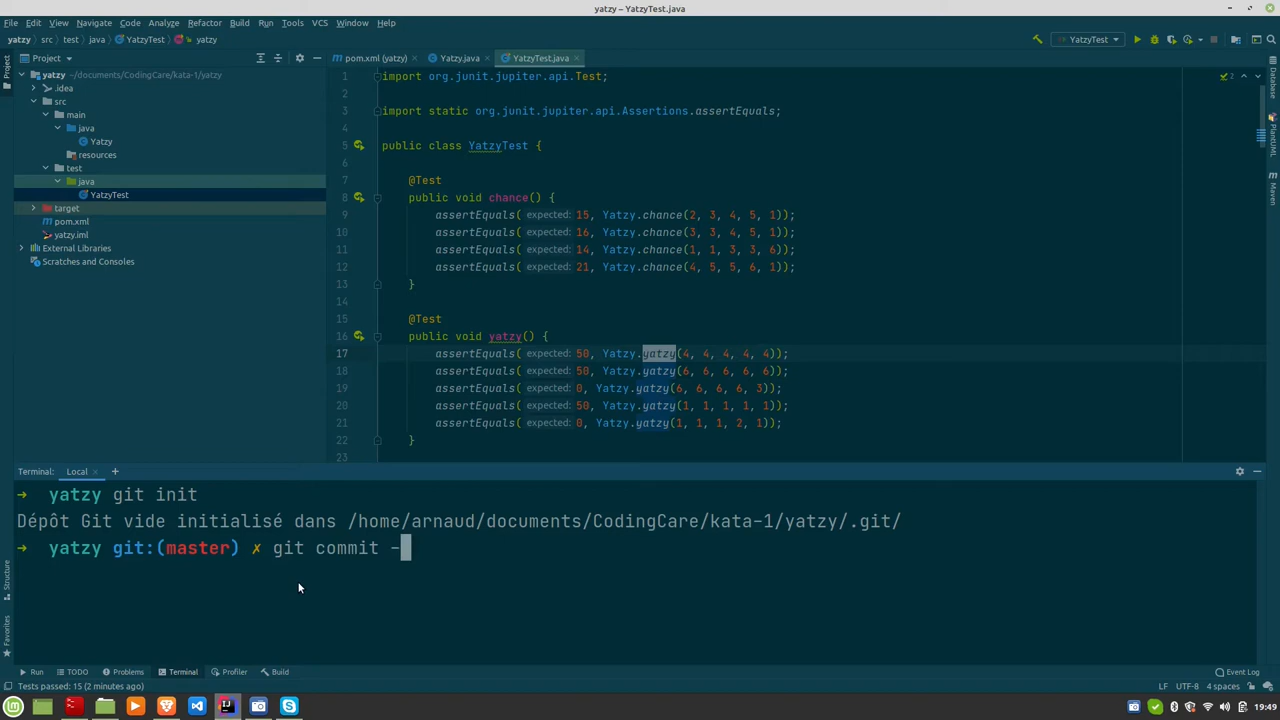 yatzy – YatzyTest.java
File Edit View Navigate Code Analyze Refactor Build Run Tools VCS Window Help
yatzy src test java YatzyTest yatzy
YatzyTest
Project
pom.xml (yatzy) Yatzy.java YatzyTest.java
yatzy ~/documents/CodingCare/kata-1/yatzy
.idea
src
main
java
Yatzy
resources
test
java
YatzyTest
target
pom.xml
yatzy.iml
External Libraries
Scratches and Consoles
1 import org.junit.jupiter.api.Test;
2
3 import static org.junit.jupiter.api.Assertions.assertEquals;
4
5 public class YatzyTest {
6
7 @Test
8 public void chance() {
9 assertEquals( expected: 15, Yatzy.chance(2, 3, 4, 5, 1));
10 assertEquals( expected: 16, Yatzy.chance(3, 3, 4, 5, 1));
11 assertEquals( expected: 14, Yatzy.chance(1, 1, 3, 3, 6));
12 assertEquals( expected: 21, Yatzy.chance(4, 5, 5, 6, 1));
13 }
14
15 @Test
16 public void yatzy() {
17 assertEquals( expected: 50, Yatzy.yatzy(4, 4, 4, 4, 4));
18 assertEquals( expected: 50, Yatzy.yatzy(6, 6, 6, 6, 6));
19 assertEquals( expected: 0, Yatzy.yatzy(6, 6, 6, 6, 3));
20 assertEquals( expected: 50, Yatzy.yatzy(1, 1, 1, 1, 1));
21 assertEquals( expected: 0, Yatzy.yatzy(1, 1, 1, 2, 1));
22 }
23
2
Project
Structure
Favorites
Database
PlantUML
Maven
Terminal: Local
➜ yatzy git init
Dépôt Git vide initialisé dans /home/arnaud/documents/CodingCare/kata-1/yatzy/.git/
➜ yatzy git:(master) ✗ git commit -
Run TODO Problems Terminal Profiler Build
Event Log
Tests passed: 15 (2 minutes ago)
LF UTF-8 4 spaces
19:49